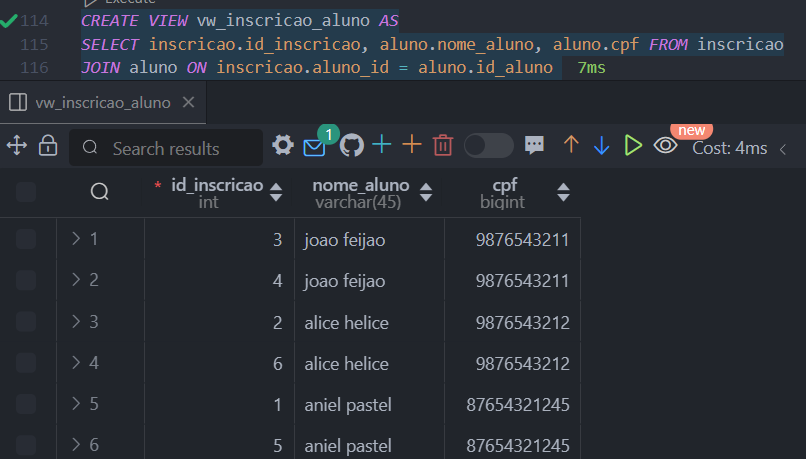 Execute
114 CREATE VIEW vw_inscricao_aluno AS
115 SELECT inscricao.id_inscricao, aluno.nome_aluno, aluno.cpf FROM inscricao
116 JOIN aluno ON inscricao.aluno_id = aluno.id_aluno 7ms
vw_inscricao_aluno
Search results 1 new Cost: 4ms
* id_inscricao nome_aluno cpf
int varchar(45) bigint
1 3 joao feijao 9876543211
2 4 joao feijao 9876543211
3 2 alice helice 9876543212
4 6 alice helice 9876543212
5 1 aniel pastel 87654321245
6 5 aniel pastel 87654321245